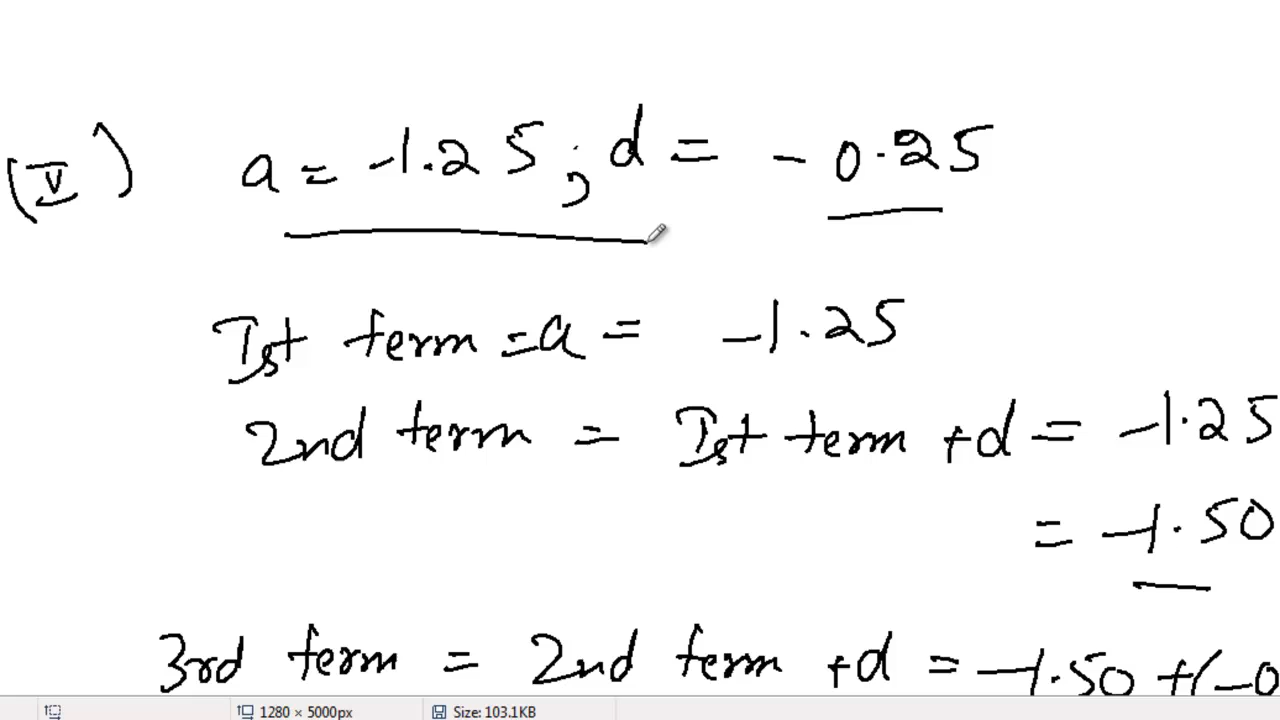 (V) a = -1.25 ; d = -0.25
Ist term = a = -1.25
2nd term = Ist term + d = -1.25
= -1.50
3rd term = 2nd term + d = -1.50 + (-0
1280 × 5000px Size: 103.1KB